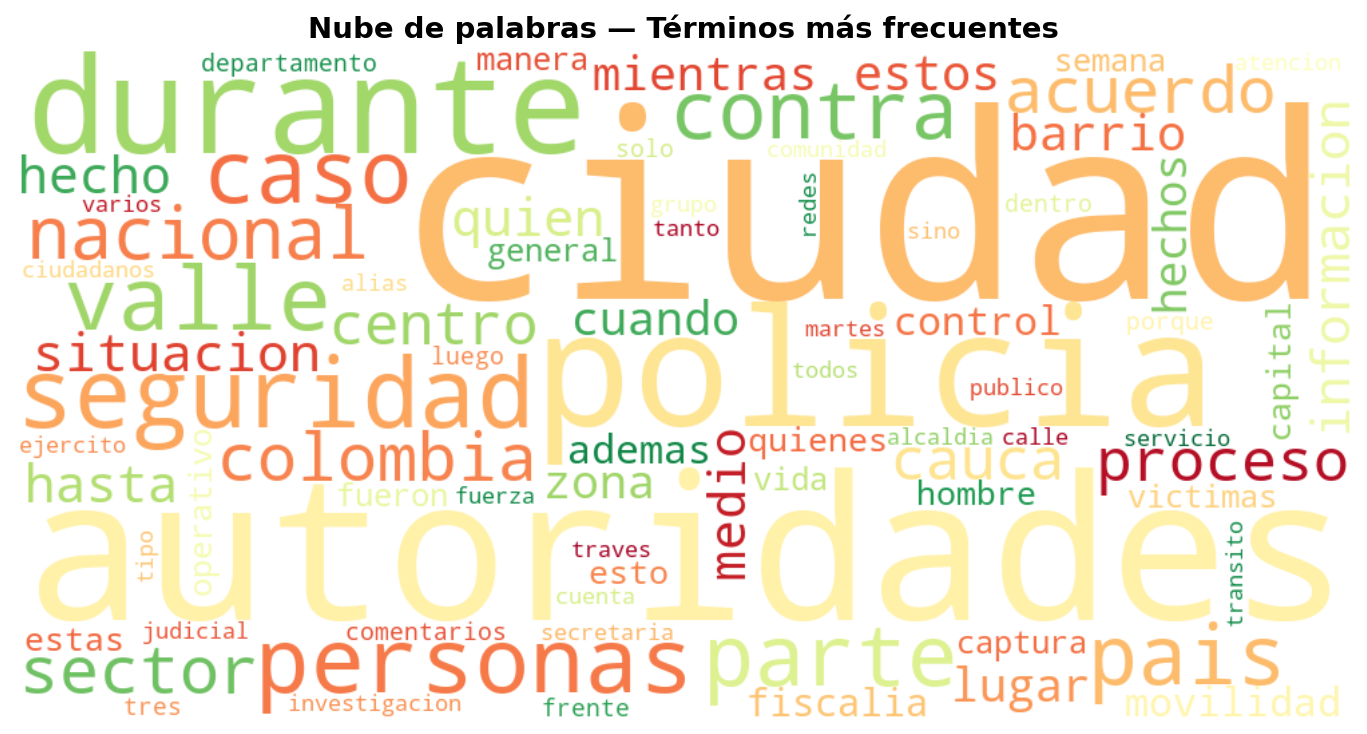 Nube de palabras — Términos más frecuentes
departamento
manera
mientras
estos
semana
atencion
durante
contra
acuerdo
barrio
hecho
caso
ciudad
solo
comunidad
varios
nacional
quien
grupo
tanto
redes
general
sino
dentro
hechos
informacion
ciudadanos
alias
valle
centro
cuando
policia
martes
control
porque
capital
situacion
luego
todos
publico
seguridad
ejercito
colombia
ademas
medio
quienes
alcaldia
calle
servicio
cauca
proceso
hasta
operativo
fueron
fuerza
zona
vida
hombre
victimas
autoridades
tipo
traves
esto
cuenta
transito
estas
judicial
comentarios
secretaria
sector
personas
parte
captura
pais
lugar
tres
investigacion
frente
fiscalia
movilidad